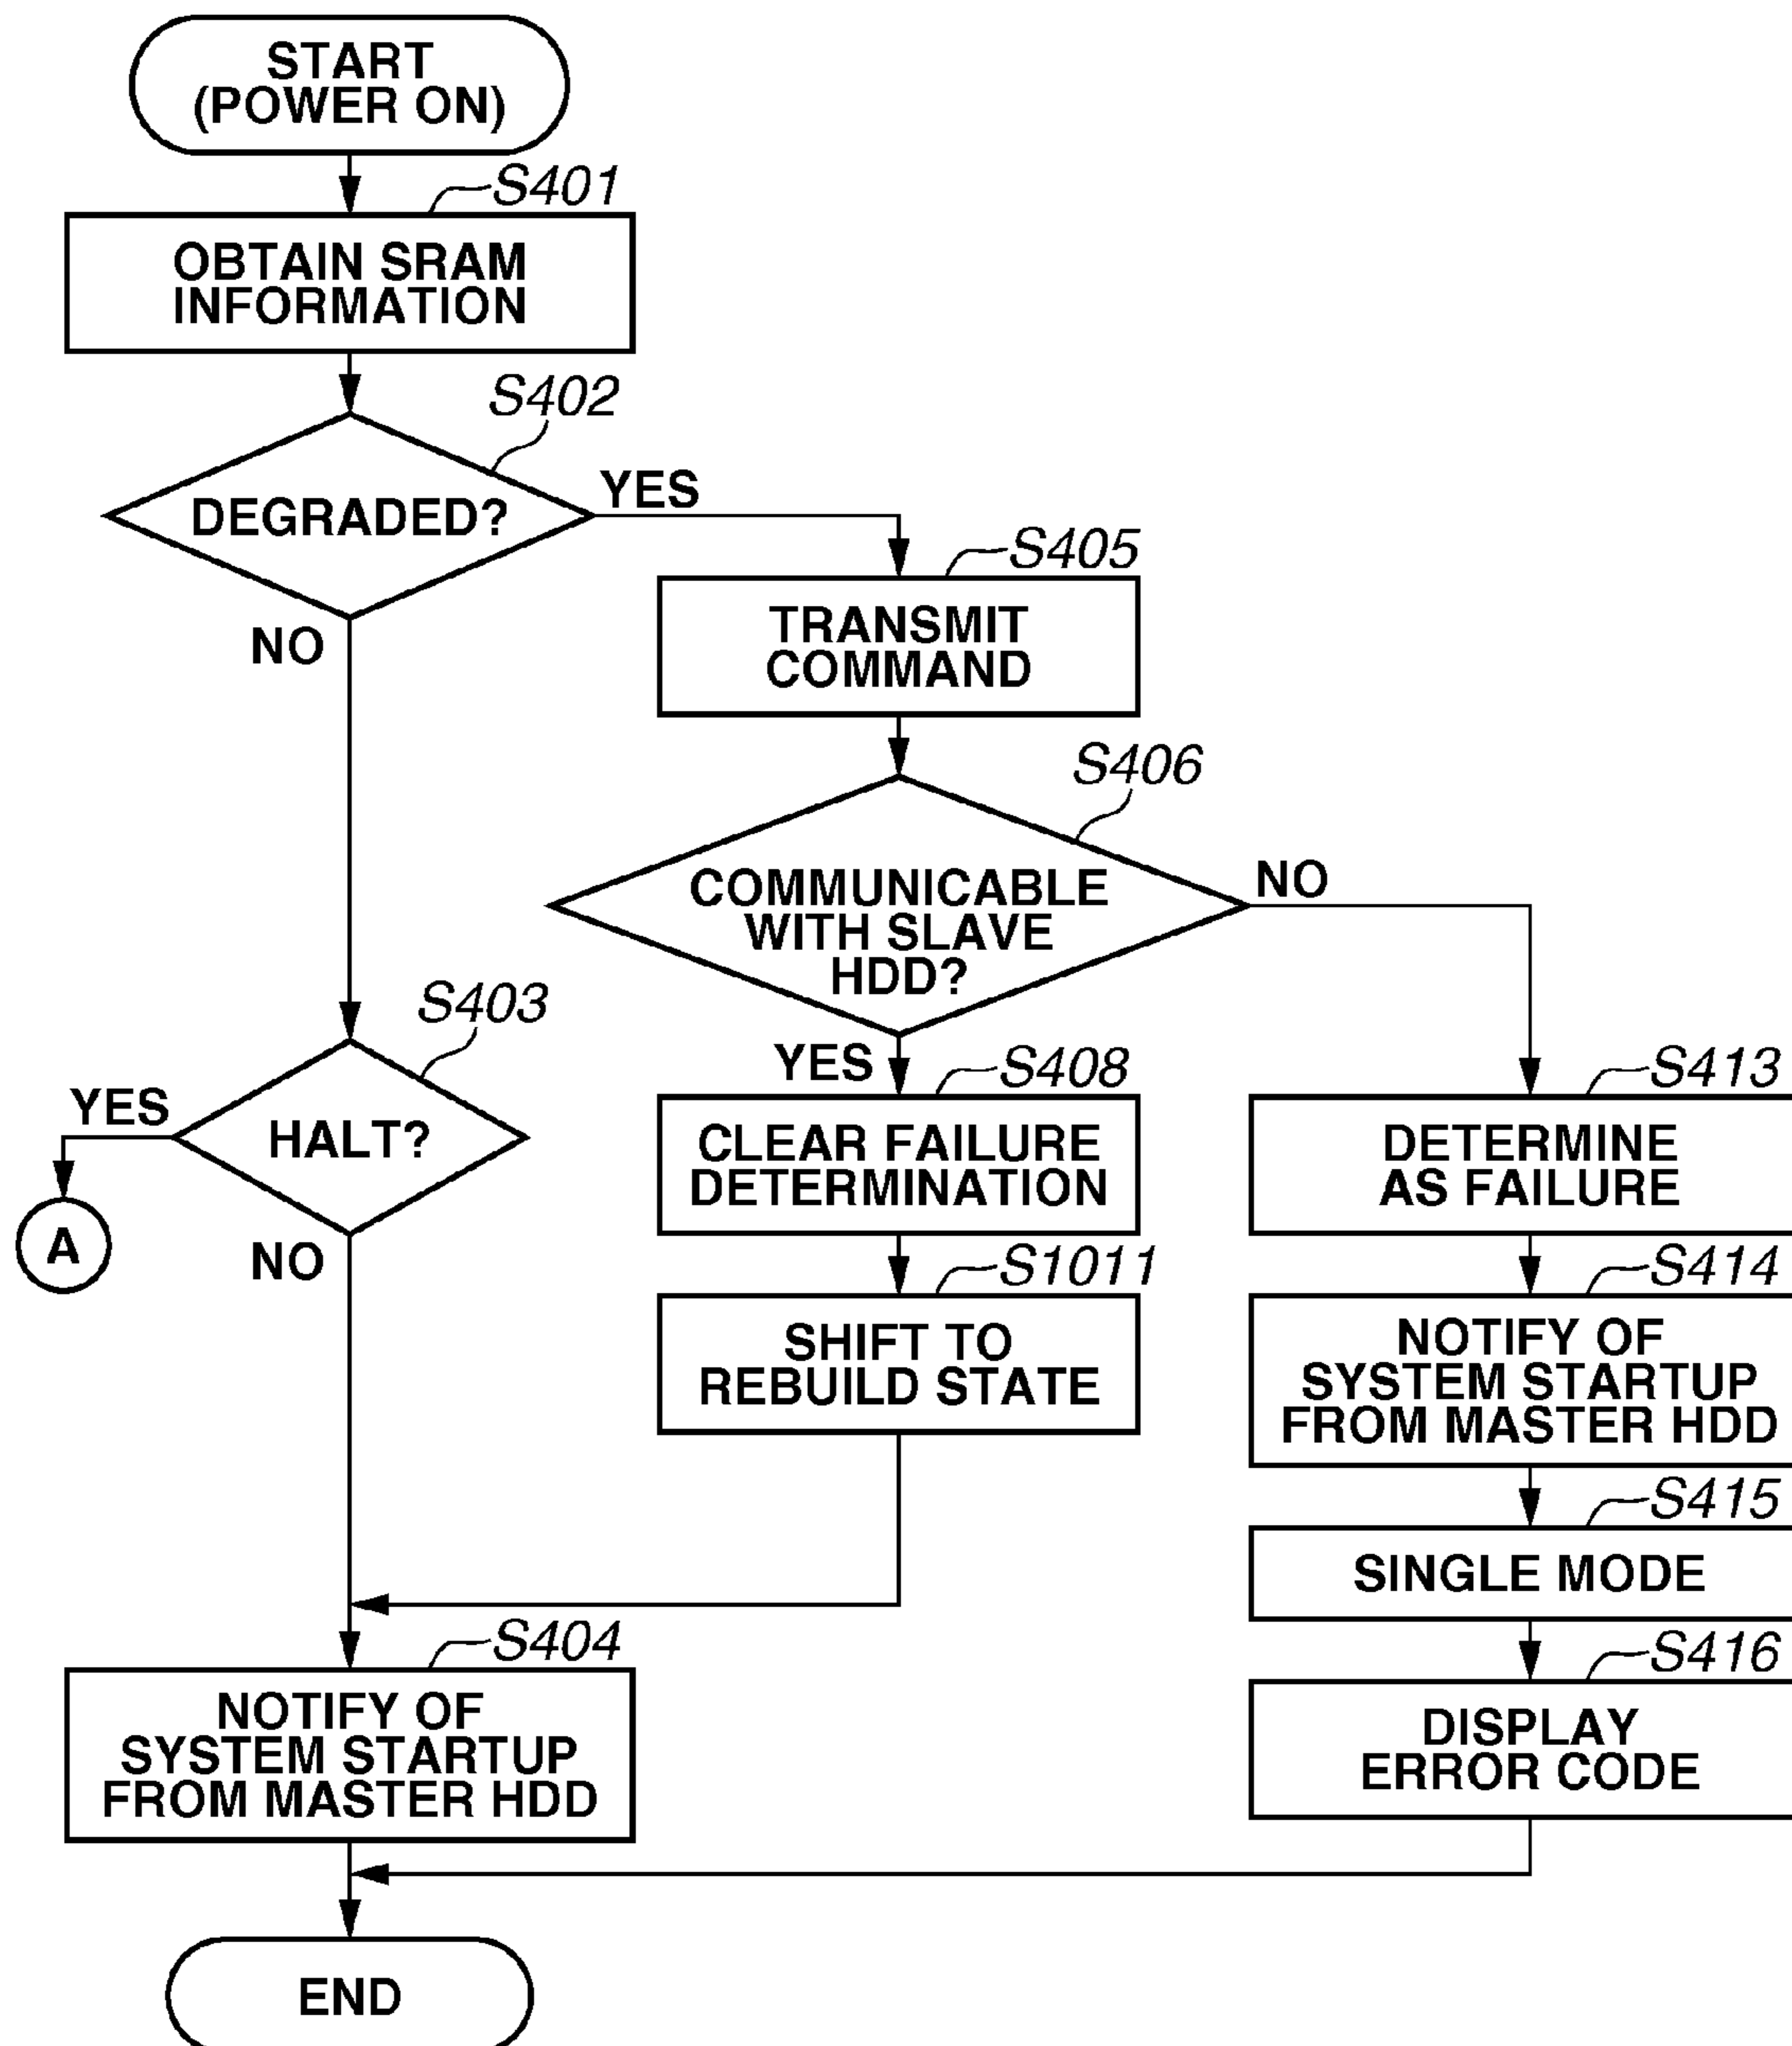 START
(POWER ON)
S401
OBTAIN SRAM
INFORMATION
S402
DEGRADED?
YES
NO
S405
TRANSMIT
COMMAND
S406
COMMUNICABLE
WITH SLAVE
HDD?
NO
YES
S403
HALT?
YES
A
NO
S408
CLEAR FAILURE
DETERMINATION
S1011
SHIFT TO
REBUILD STATE
S413
DETERMINE
AS FAILURE
S414
NOTIFY OF
SYSTEM STARTUP
FROM MASTER HDD
S415
SINGLE MODE
S416
DISPLAY
ERROR CODE
S404
NOTIFY OF
SYSTEM STARTUP
FROM MASTER HDD
END